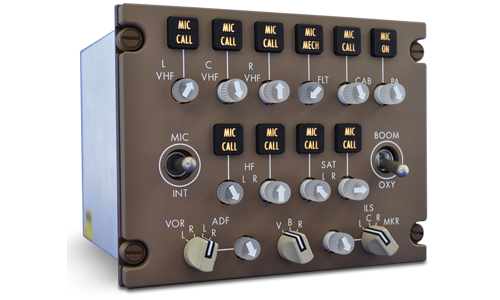 MIC MIC MIC MIC MIC MIC
CALL CALL CALL MECH CALL ON
L C R
VHF VHF VHF FLT CAB PA
MIC MIC MIC MIC
CALL CALL CALL CALL
MIC BOOM
HF SAT
L R L R
INT OXY
ILS
VOR ADF B L C R MKR
L R L R V R